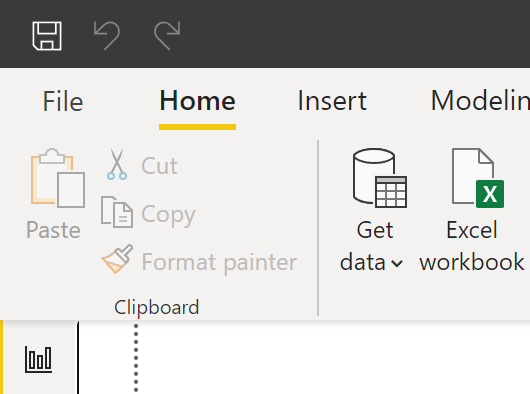 File Home Insert
Paste
Cut
Copy
Format painter
Clipboard
Get
data
Excel
workbook